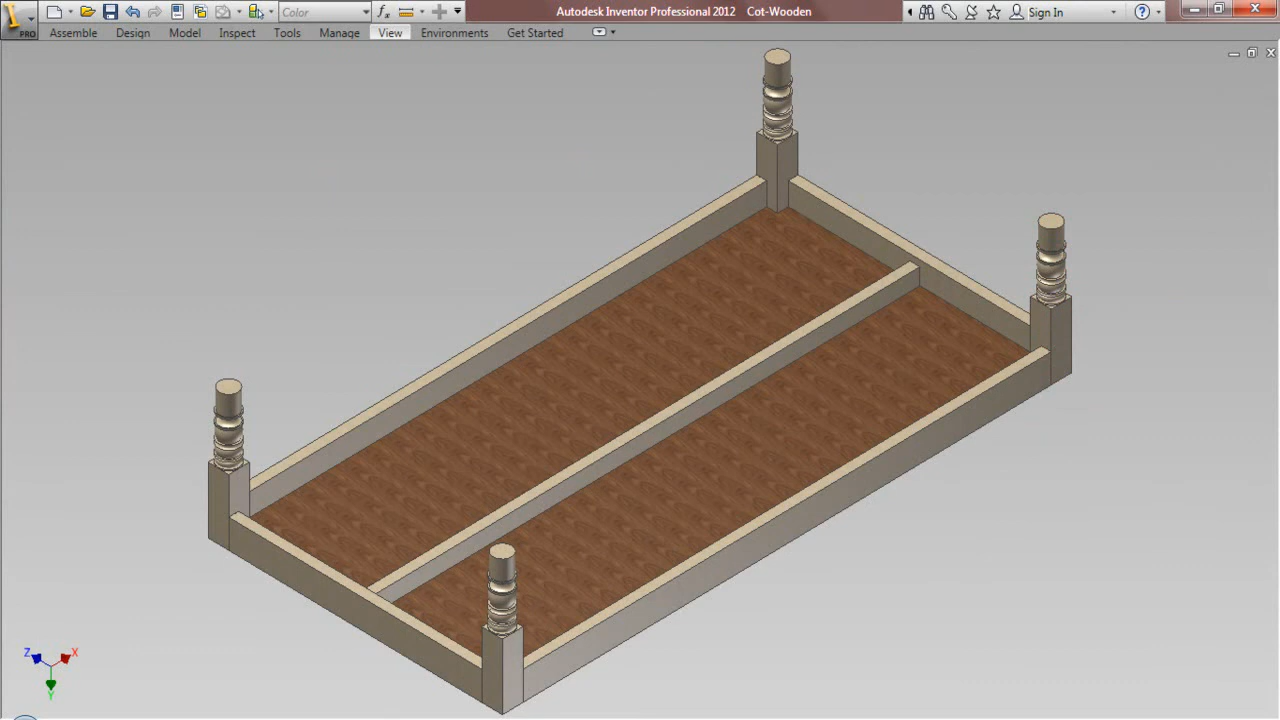 Color
Autodesk Inventor Professional 2012 Cot-Wooden
Sign In
PRO
Assemble Design Model Inspect Tools Manage View Environments Get Started
Z X
Y